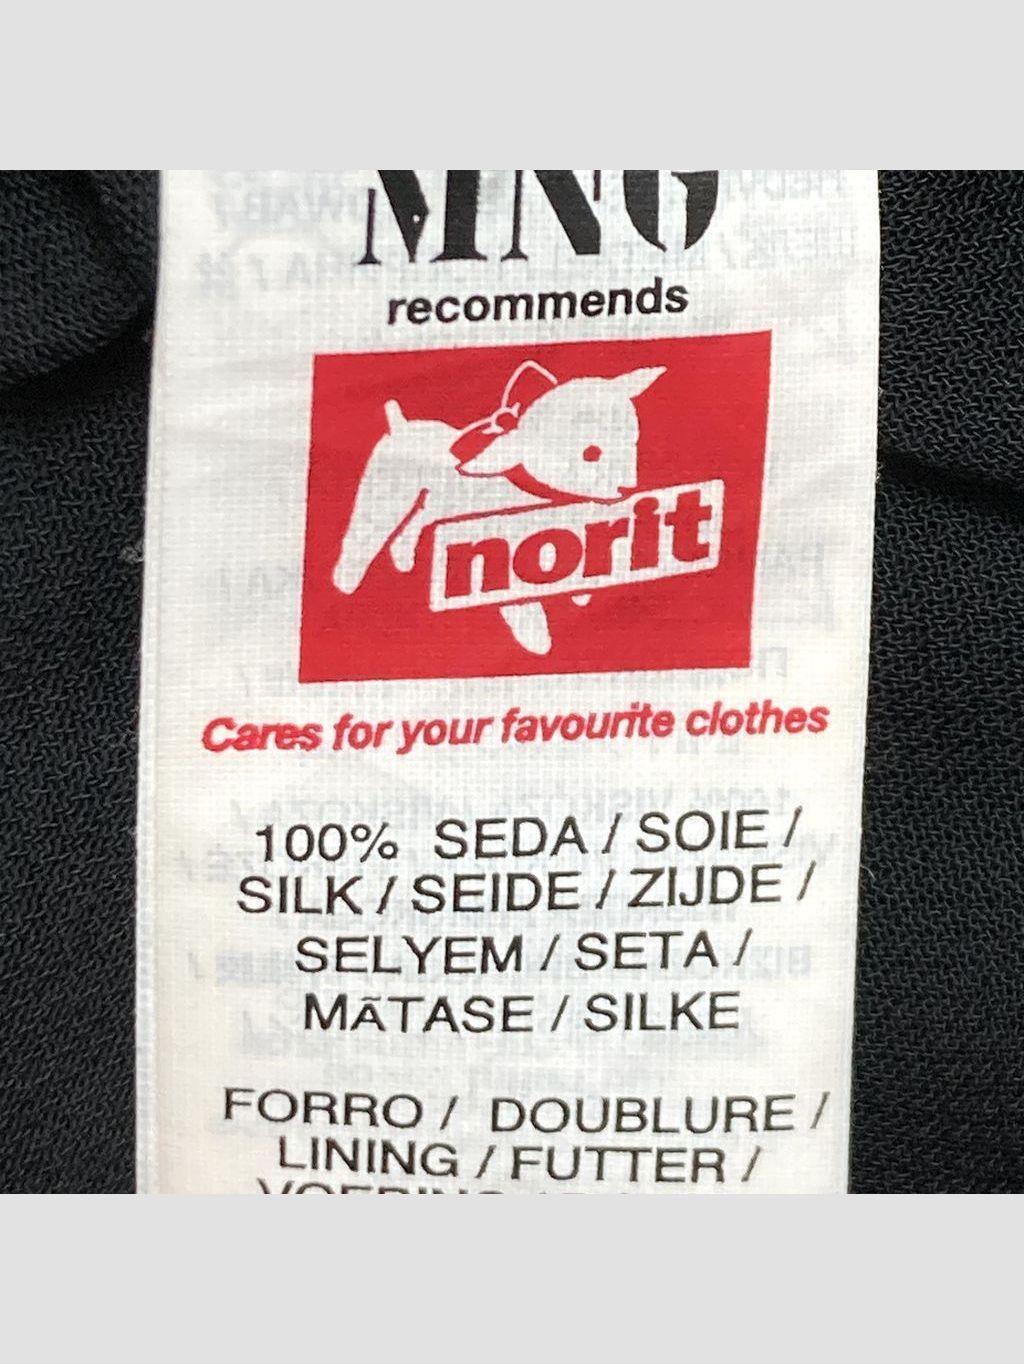 MNG
recommends
norit
Cares for your favourite clothes
100% SEDA / SOIE /
SILK / SEIDE / ZIJDE /
SELYEM / SETA /
MÃTASE / SILKE
FORRO / DOUBLURE /
LINING / FUTTER /